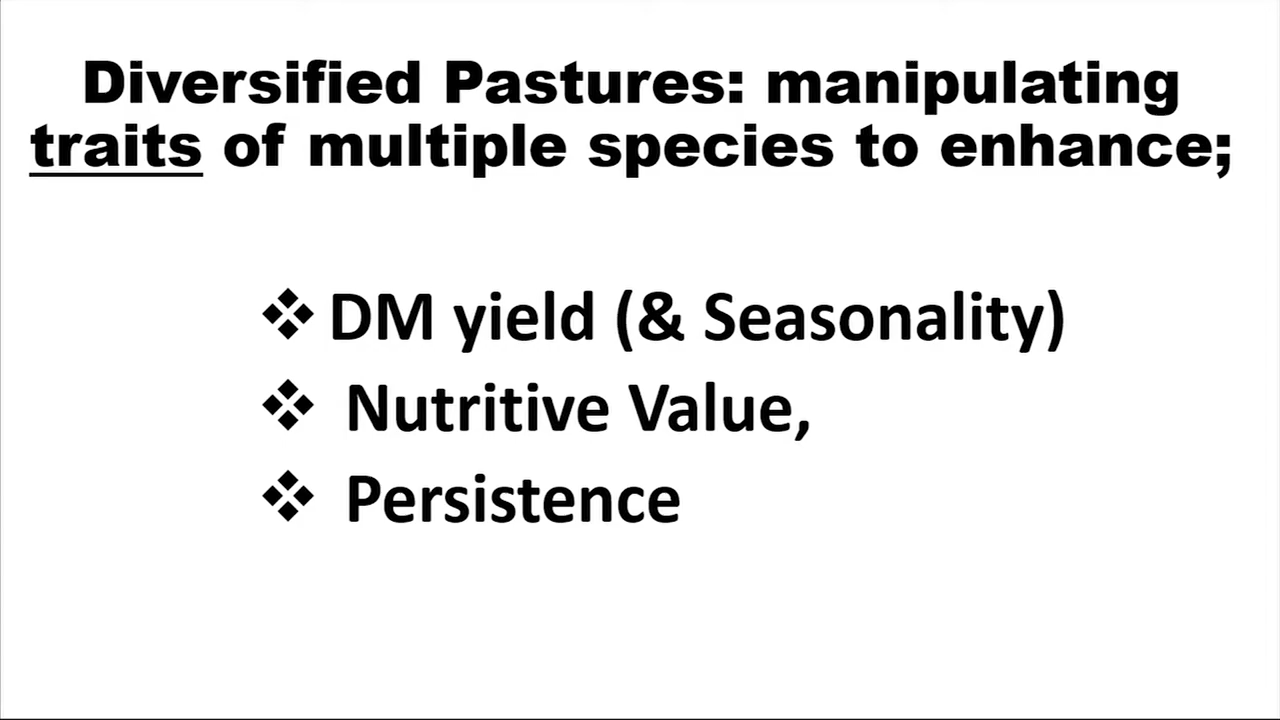 Diversified Pastures: manipulating
traits of multiple species to enhance;
❖ DM yield (& Seasonality)
❖ Nutritive Value,
❖ Persistence